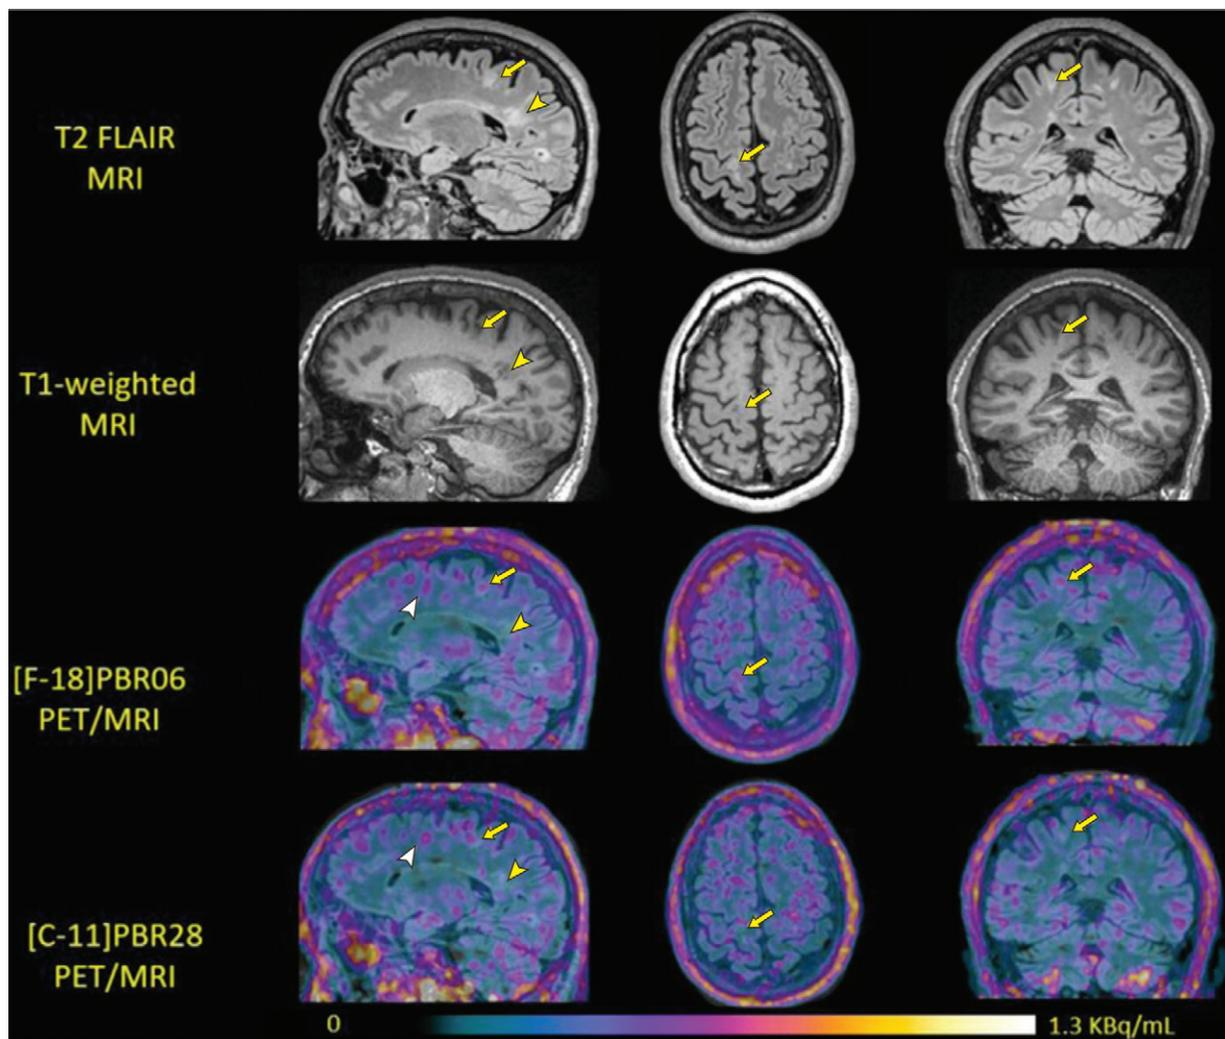 T2 FLAIR
MRI
T1-weighted
MRI
[F-18]PBR06
PET/MRI
[C-11]PBR28
PET/MRI
0
1.3 KBq/mL